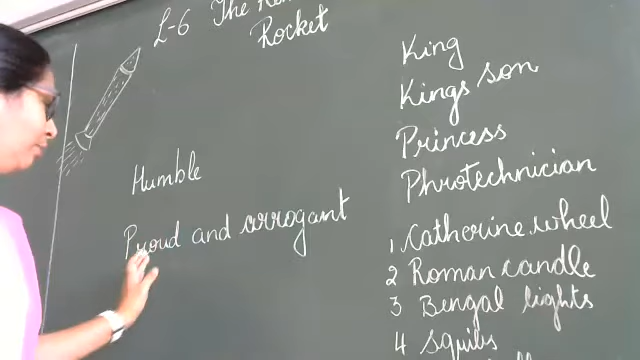 L-6 The
Rocket
Humble
Proud and arrogant
King
Kings son
Princess
Phrotechnician
1 Catherine wheel
2 Roman candle
3 Bengal lights
4 Squibs